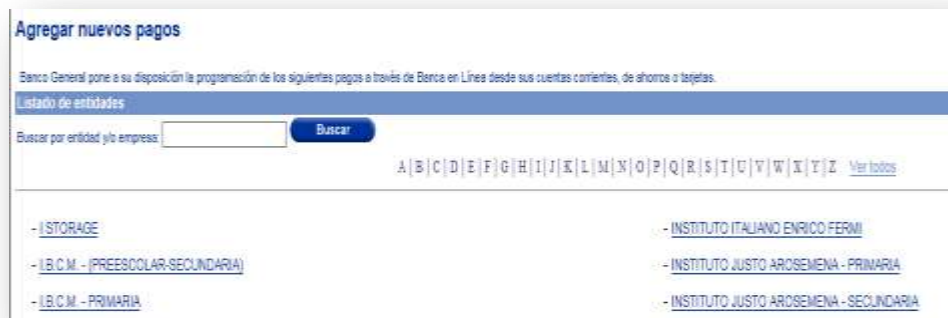 Agregar nuevos pagos
Banco General pone a su disposición la programación de los siguientes pagos a través de Banca en Línea desde sus cuentas corrientes, de ahorros o tarjetas.
Listado de entidades
Buscar por entidad y/o empresa: Buscar
A|B|C|D|E|F|G|H|I|J|K|L|M|N|O|P|Q|R|S|T|U|V|W|X|Y|Z Ver todos
- I STORAGE - INSTITUTO ITALIANO ENRICO FERMI
- I.B.C.M. - (PREESCOLAR-SECUNDARIA) - INSTITUTO JUSTO AROSEMENA - PRIMARIA
- I.B.C.M. - PRIMARIA - INSTITUTO JUSTO AROSEMENA - SECUNDARIA